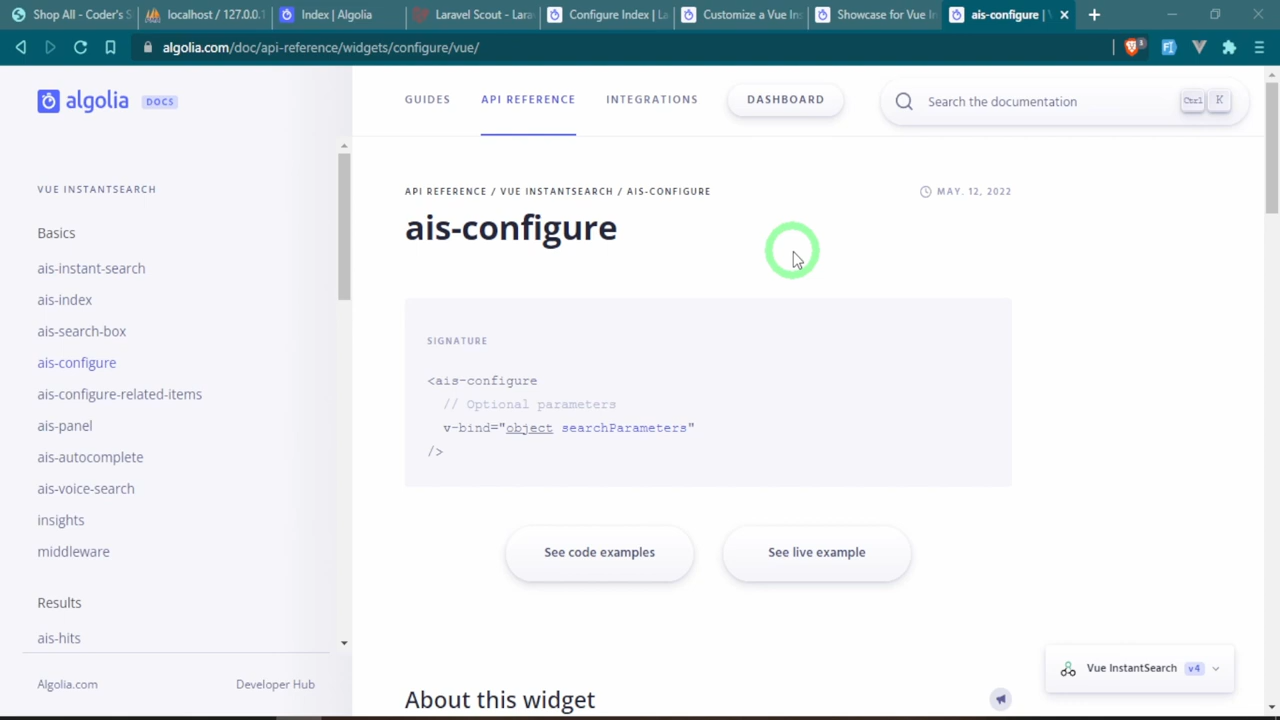 Shop All - Coder's S
localhost / 127.0.0.1
Index | Algolia
Laravel Scout - Lara
Configure Index | La
Customize a Vue Ins
Showcase for Vue In
ais-configure | V
algolia.com/doc/api-reference/widgets/configure/vue/
1
algolia DOCS
GUIDES
API REFERENCE
INTEGRATIONS
DASHBOARD
Search the documentation
Ctrl K
VUE INSTANTSEARCH
Basics
ais-instant-search
ais-index
ais-search-box
ais-configure
ais-configure-related-items
ais-panel
ais-autocomplete
ais-voice-search
insights
middleware
Results
ais-hits
Algolia.com
Developer Hub
API REFERENCE / VUE INSTANTSEARCH / AIS-CONFIGURE
MAY. 12, 2022
ais-configure
SIGNATURE
<ais-configure
// Optional parameters
v-bind="object searchParameters"
/>
See code examples
See live example
About this widget
Vue InstantSearch v4